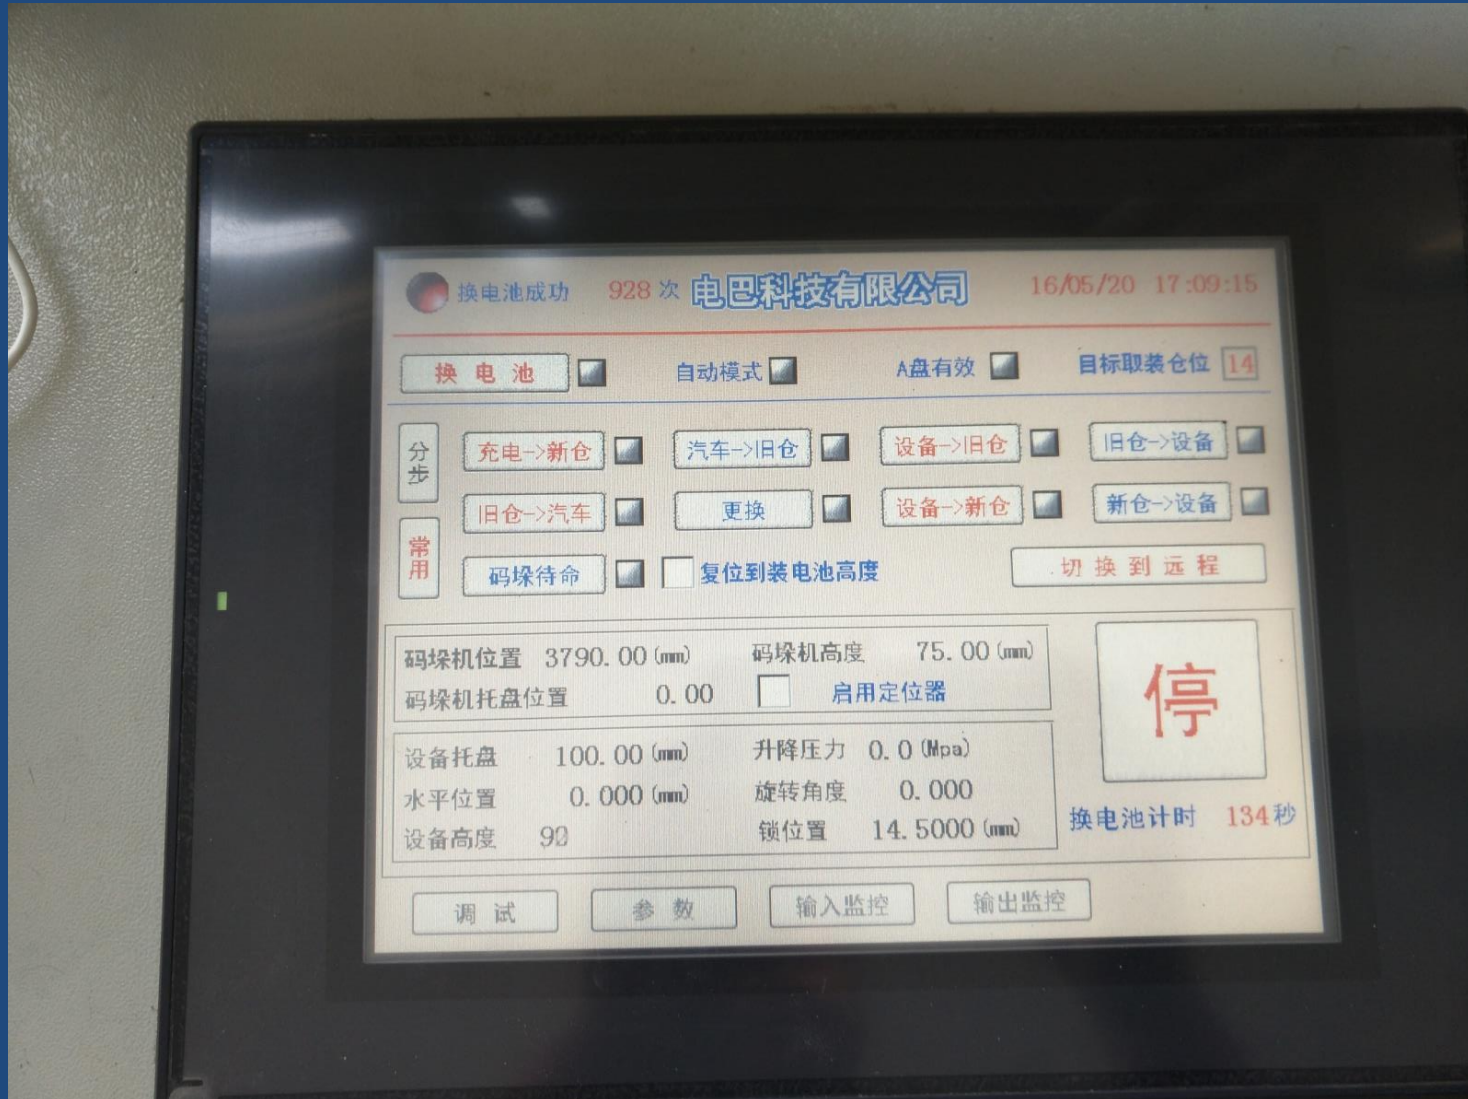 换电池成功 928 次 电巴科技有限公司 16/05/20 17:09:15
换 电 池 自动模式 A盘有效 目标取装仓位 14
分步 充电->新仓 汽车->旧仓 设备->旧仓 旧仓->设备
旧仓->汽车 更换 设备->新仓 新仓->设备
常用 码垛待命 复位到装电池高度 切 换 到 远 程
码垛机位置 3790.00 (mm) 码垛机高度 75.00 (mm)
码垛机托盘位置 0.00 启用定位器
停
设备托盘 100.00 (mm) 升降压力 0.0 (Mpa)
水平位置 0.000 (mm) 旋转角度 0.000
设备高度 锁位置 14.5000 (mm)
换电池计时 134 秒
调 试 参 数 输入监控 输出监控